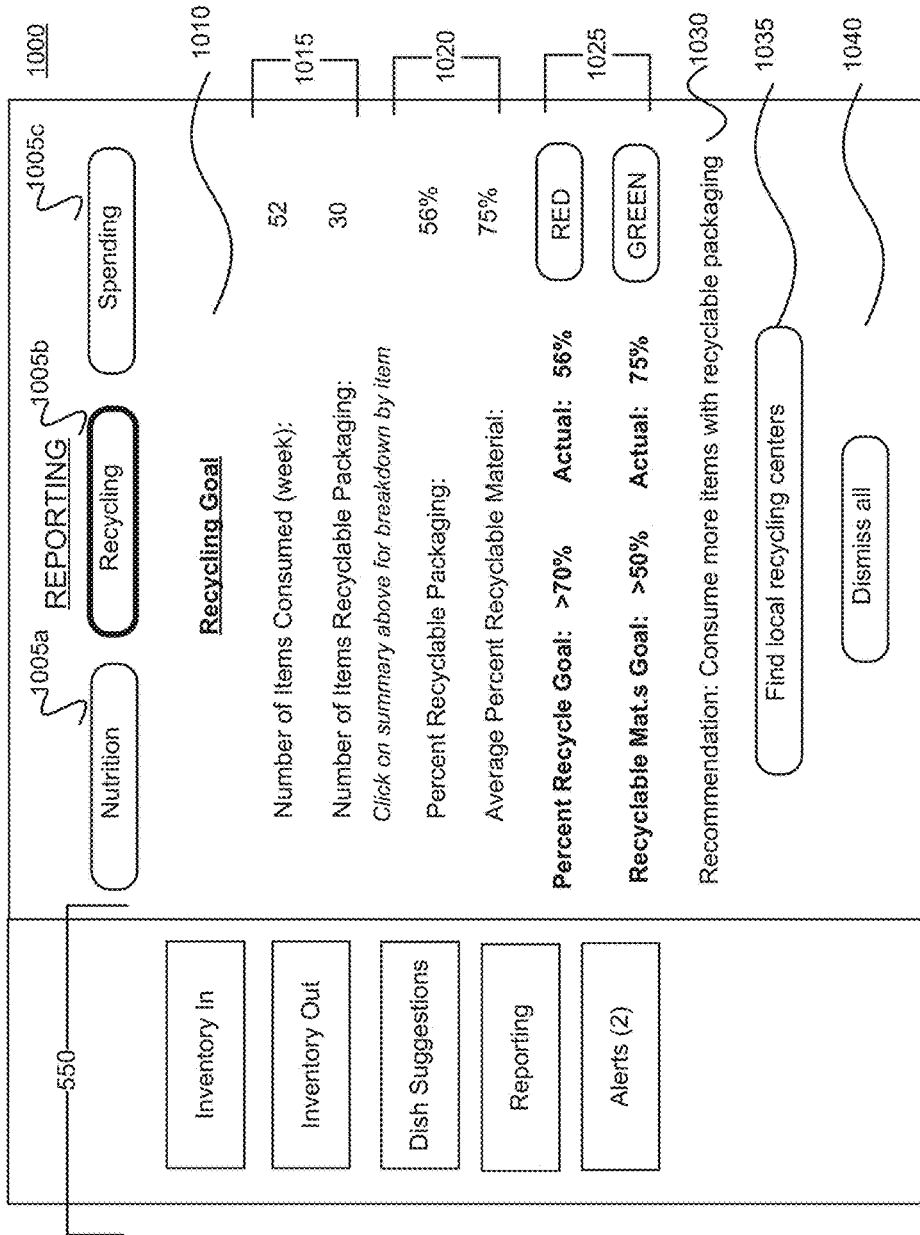 1000
REPORTING
1005a
1005b
1005c
Nutrition
Recycling
Spending
550
Inventory In
Inventory Out
Dish Suggestions
Reporting
Alerts (2)
Recycling Goal
1010
Number of Items Consumed (week): 52
Number of Items Recyclable Packaging: 30
1015
Click on summary above for breakdown by item
Percent Recyclable Packaging: 56%
Average Percent Recyclable Material: 75%
1020
Percent Recycle Goal: >70% Actual: 56% RED
Recyclable Mat.s Goal: >50% Actual: 75% GREEN
1025
Recommendation: Consume more items with recyclable packaging
1030
Find local recycling centers
1035
Dismiss all
1040